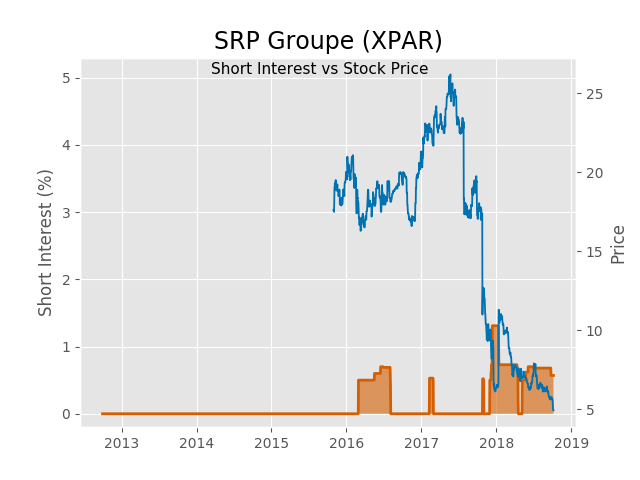 SRP Groupe (XPAR)
Short Interest vs Stock Price
Short Interest (%)
5
4
3
2
1
0
25
20
15
10
5
Price
2013 2014 2015 2016 2017 2018 2019